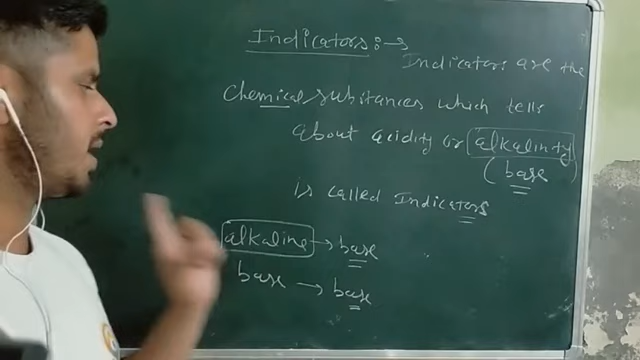 Indicators:→
Indicators are the
chemical substances which tells
about acidity or alkalinity
(base)
is called Indicators
alkaline → base
base → base